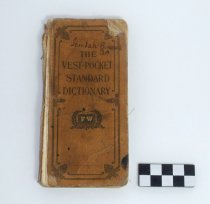 THE
VEST-POCKET
STANDARD
DICTIONARY
FW